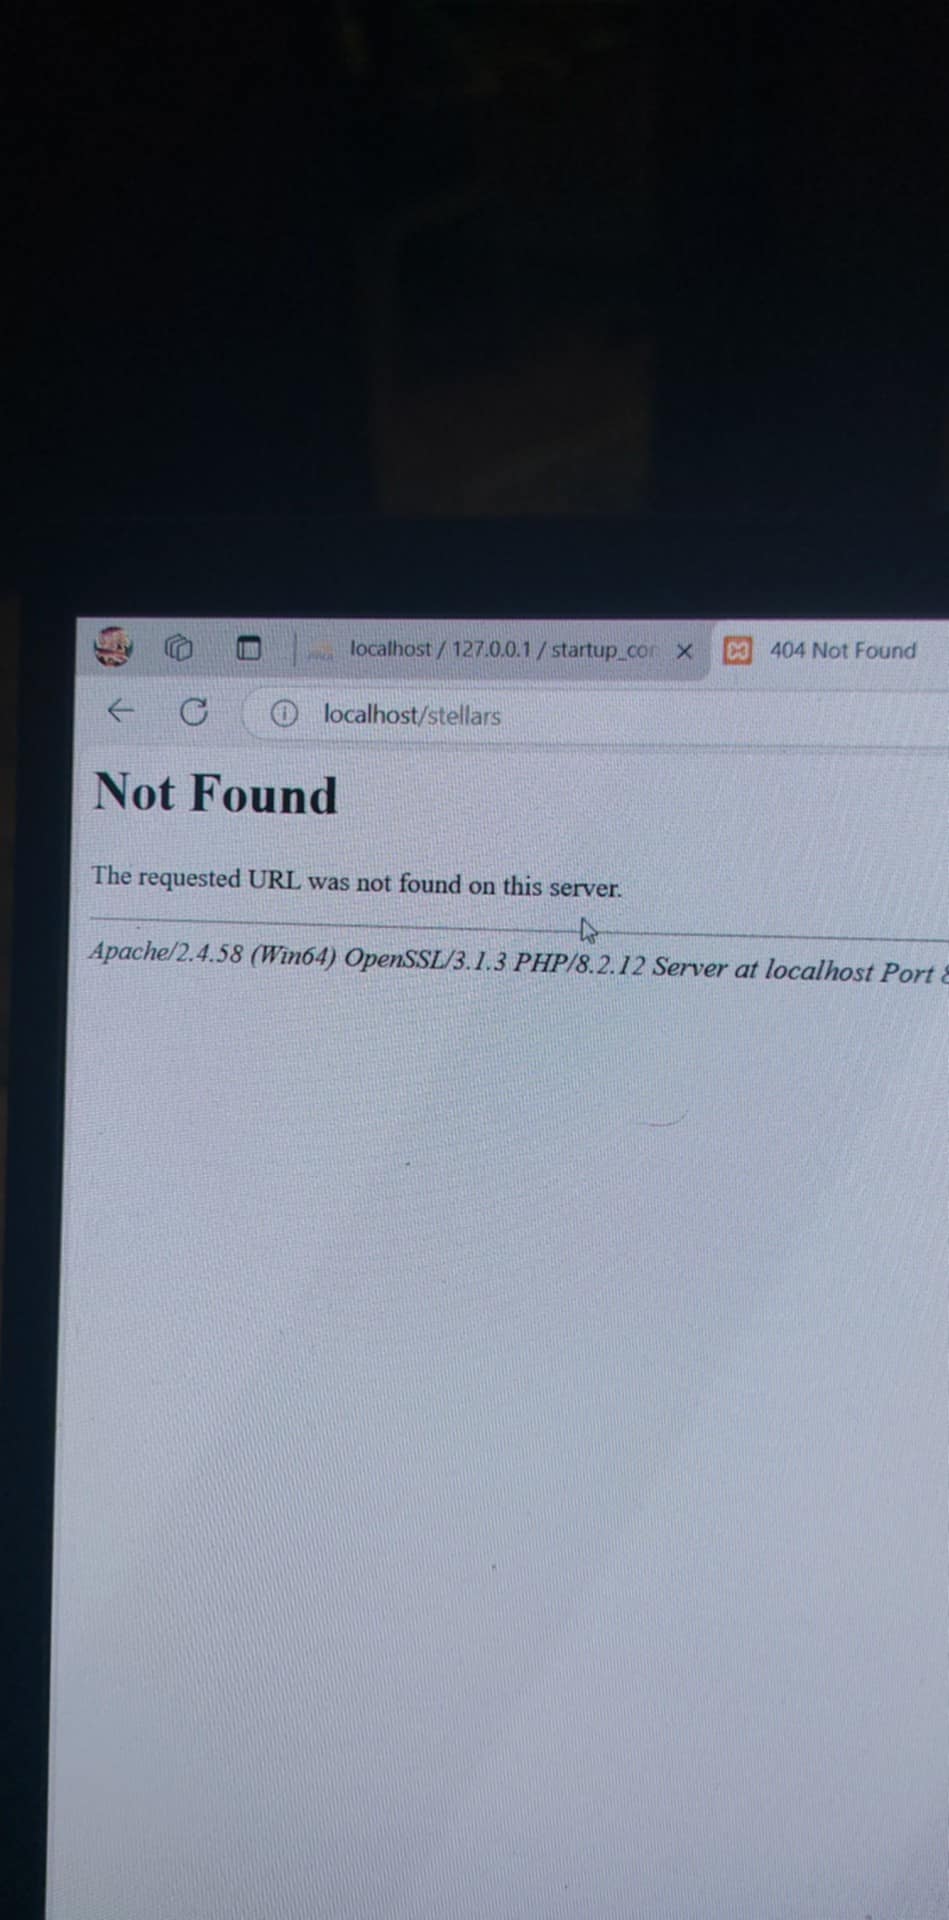 localhost / 127.0.0.1 / startup_cor
404 Not Found
localhost/stellars
Not Found
The requested URL was not found on this server.
Apache/2.4.58 (Win64) OpenSSL/3.1.3 PHP/8.2.12 Server at localhost Port